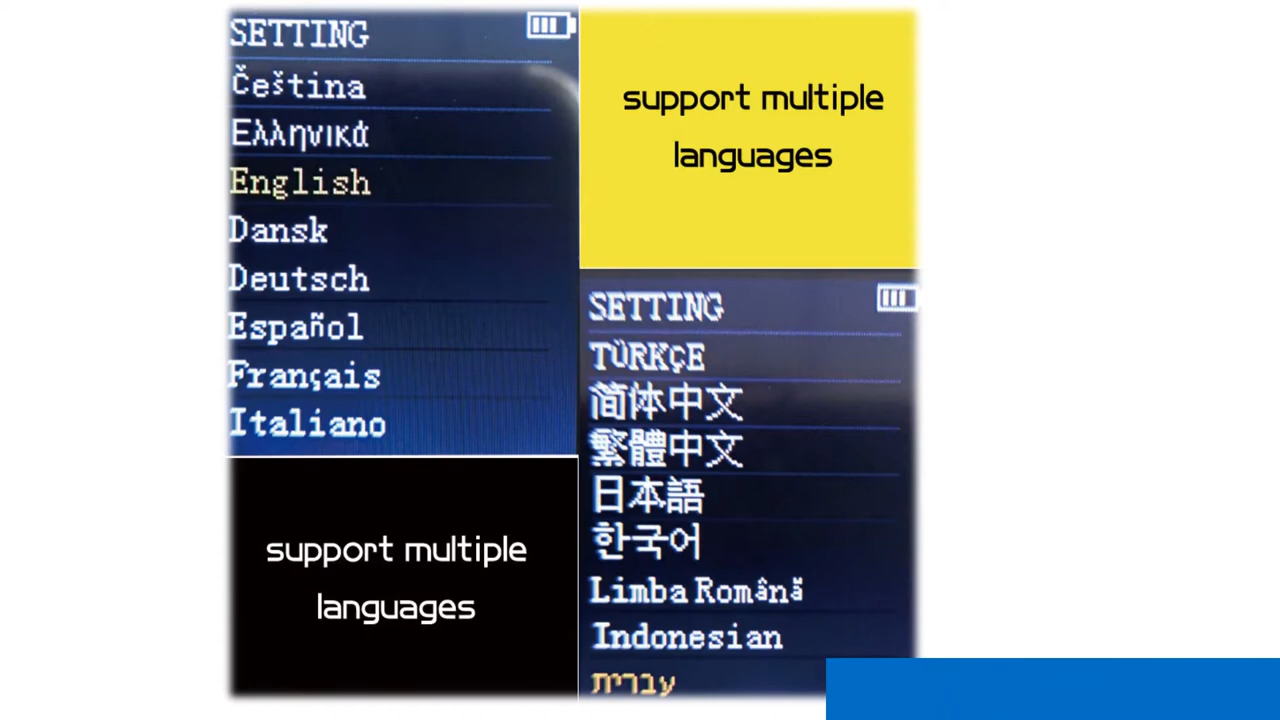 SETTING
Čeština
Ελληνικά
English
Dansk
Deutsch
Español
Français
Italiano
support multiple
languages
support multiple
languages
SETTING
TÜRKÇE
简体中文
繁體中文
日本語
한국어
Limba Română
Indonesian
עברית